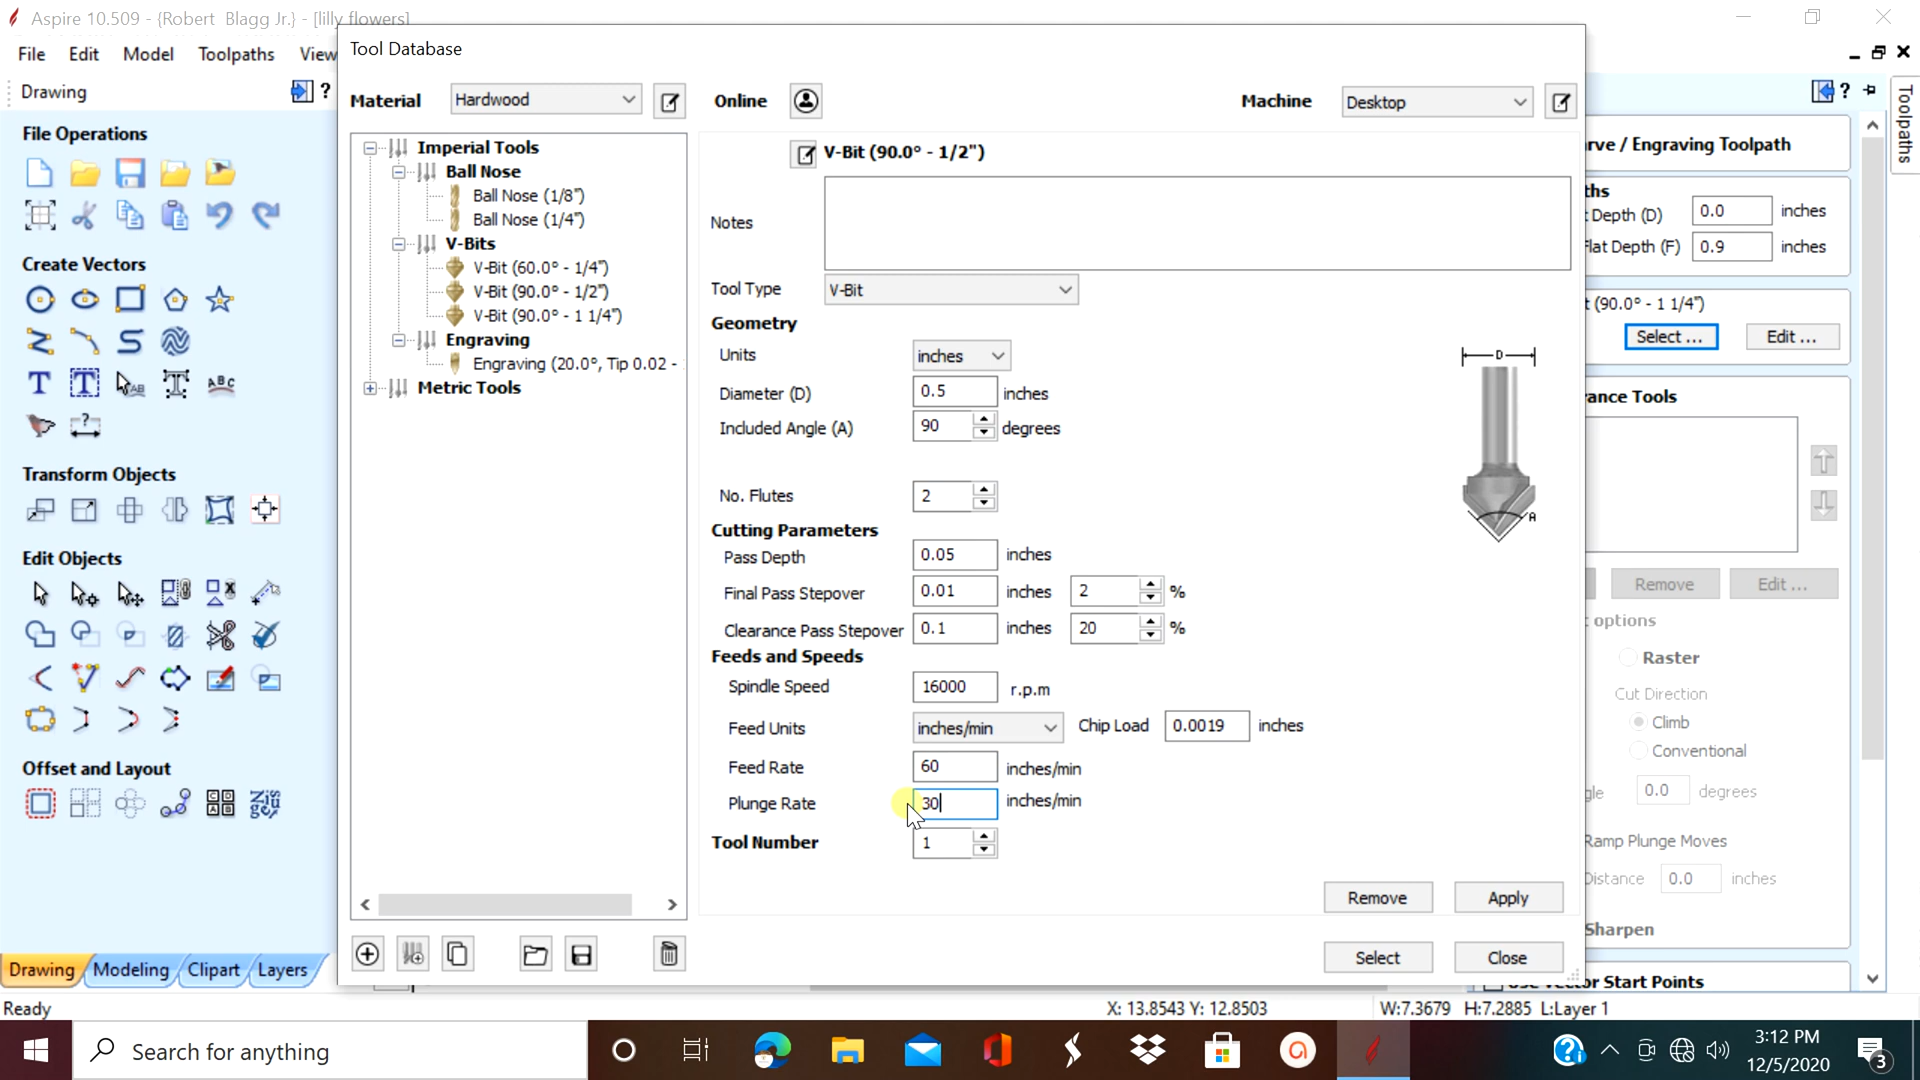 Aspire 10.509 - {Robert Blagg Jr.} - [lilly flowers]
File Edit Model Toolpaths View
Drawing
?
File Operations
Create Vectors
Transform Objects
Edit Objects
Offset and Layout
Drawing Modeling Clipart Layers
Ready
Tool Database
Material Hardwood Online Machine Desktop
Imperial Tools
Ball Nose
Ball Nose (1/8")
Ball Nose (1/4")
V-Bits
V-Bit (60.0° - 1/4")
V-Bit (90.0° - 1/2")
V-Bit (90.0° - 1 1/4")
Engraving
Engraving (20.0°, Tip 0.02 -
Metric Tools
V-Bit (90.0° - 1/2")
Notes
Tool Type V-Bit
Geometry
Units inches
Diameter (D) 0.5 inches
Included Angle (A) 90 degrees
No. Flutes 2
D
A
Cutting Parameters
Pass Depth 0.05 inches
Final Pass Stepover 0.01 inches 2 %
Clearance Pass Stepover 0.1 inches 20 %
Feeds and Speeds
Spindle Speed 16000 r.p.m
Feed Units inches/min Chip Load 0.0019 inches
Feed Rate 60 inches/min
Plunge Rate 30 inches/min
Tool Number 1
Remove Apply
Select Close
?
Toolpaths
rve / Engraving Toolpath
ths
Depth (D) 0.0 inches
Flat Depth (F) 0.9 inches
t (90.0° - 1 1/4")
Select ... Edit ...
ance Tools
Remove Edit ...
options
Raster
Cut Direction
Climb
Conventional
gle 0.0 degrees
Ramp Plunge Moves
Distance 0.0 inches
Sharpen
Start Points
X: 13.8543 Y: 12.8503 W:7.3679 H:7.2885 L:Layer 1
Search for anything
3:12 PM
12/5/2020
3